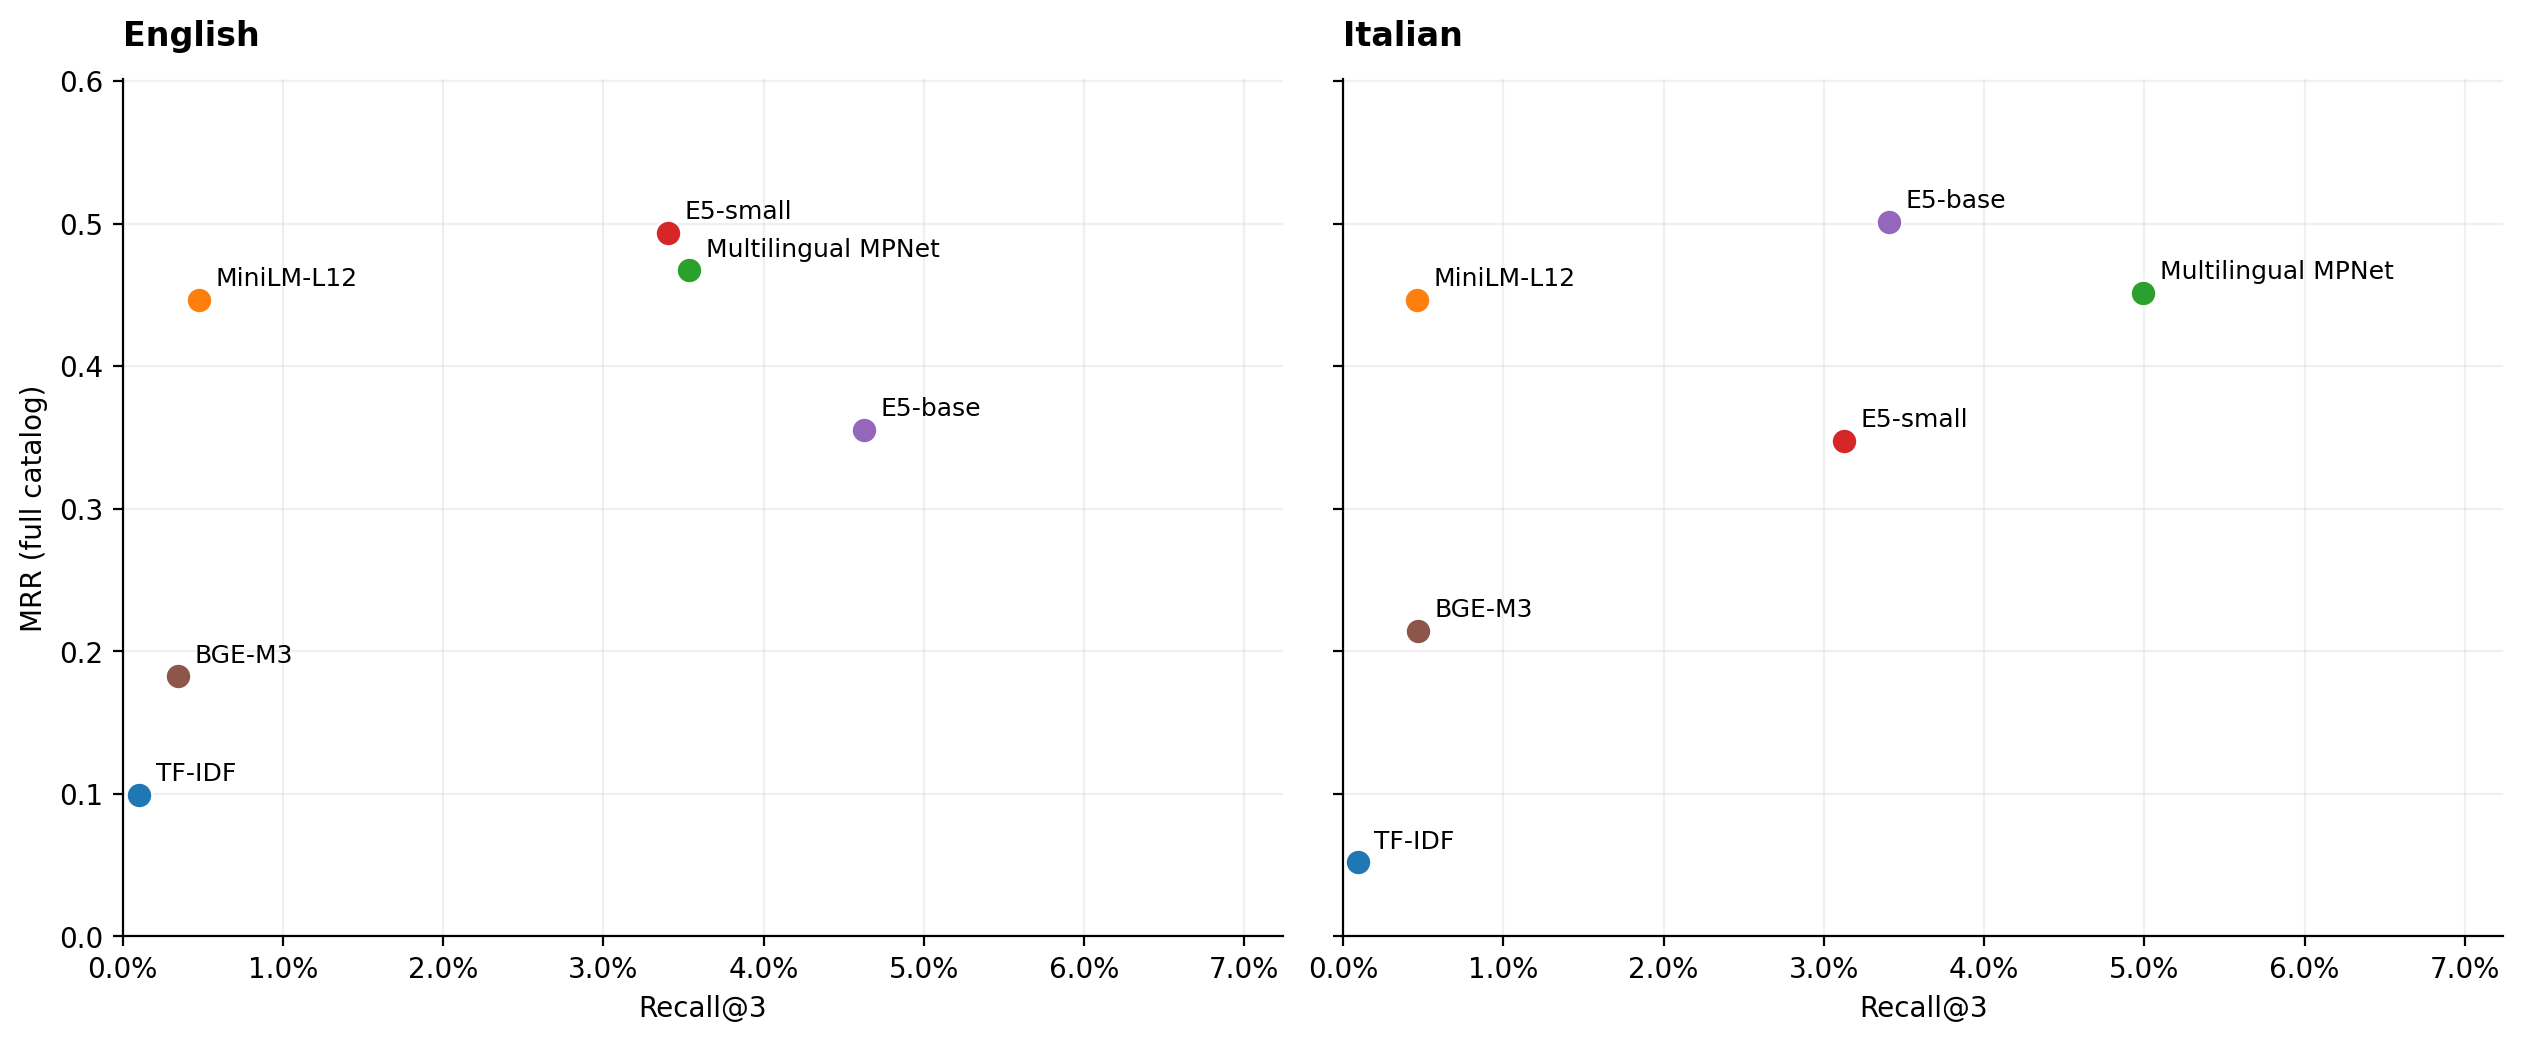 English
MRR (full catalog)
0.6
0.5
0.4
0.3
0.2
0.1
0.0
E5-small
Multilingual MPNet
MiniLM-L12
E5-base
BGE-M3
TF-IDF
0.0% 1.0% 2.0% 3.0% 4.0% 5.0% 6.0% 7.0%
Recall@3
Italian
E5-base
Multilingual MPNet
MiniLM-L12
E5-small
BGE-M3
TF-IDF
0.0% 1.0% 2.0% 3.0% 4.0% 5.0% 6.0% 7.0%
Recall@3